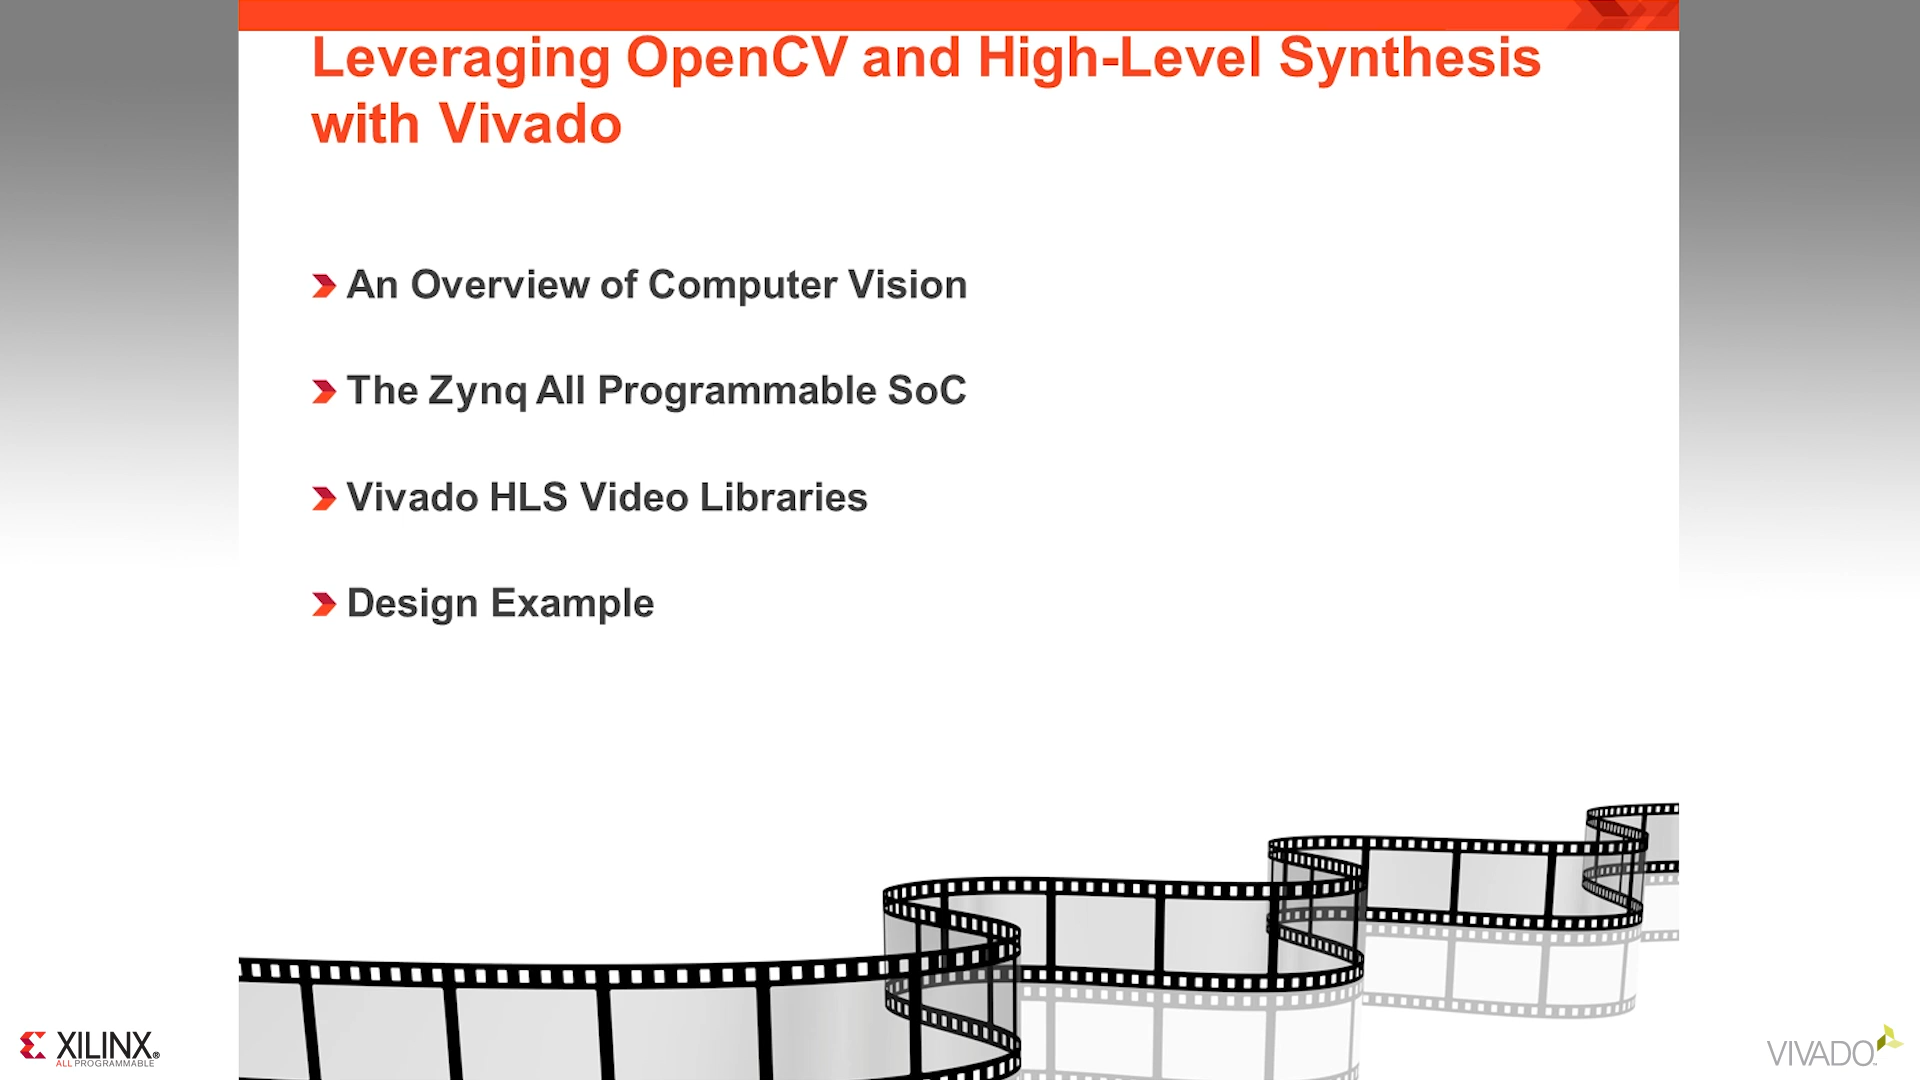 Leveraging OpenCV and High-Level Synthesis
with Vivado
An Overview of Computer Vision
The Zynq All Programmable SoC
Vivado HLS Video Libraries
Design Example
XILINX®
ALL PROGRAMMABLE
VIVADO™